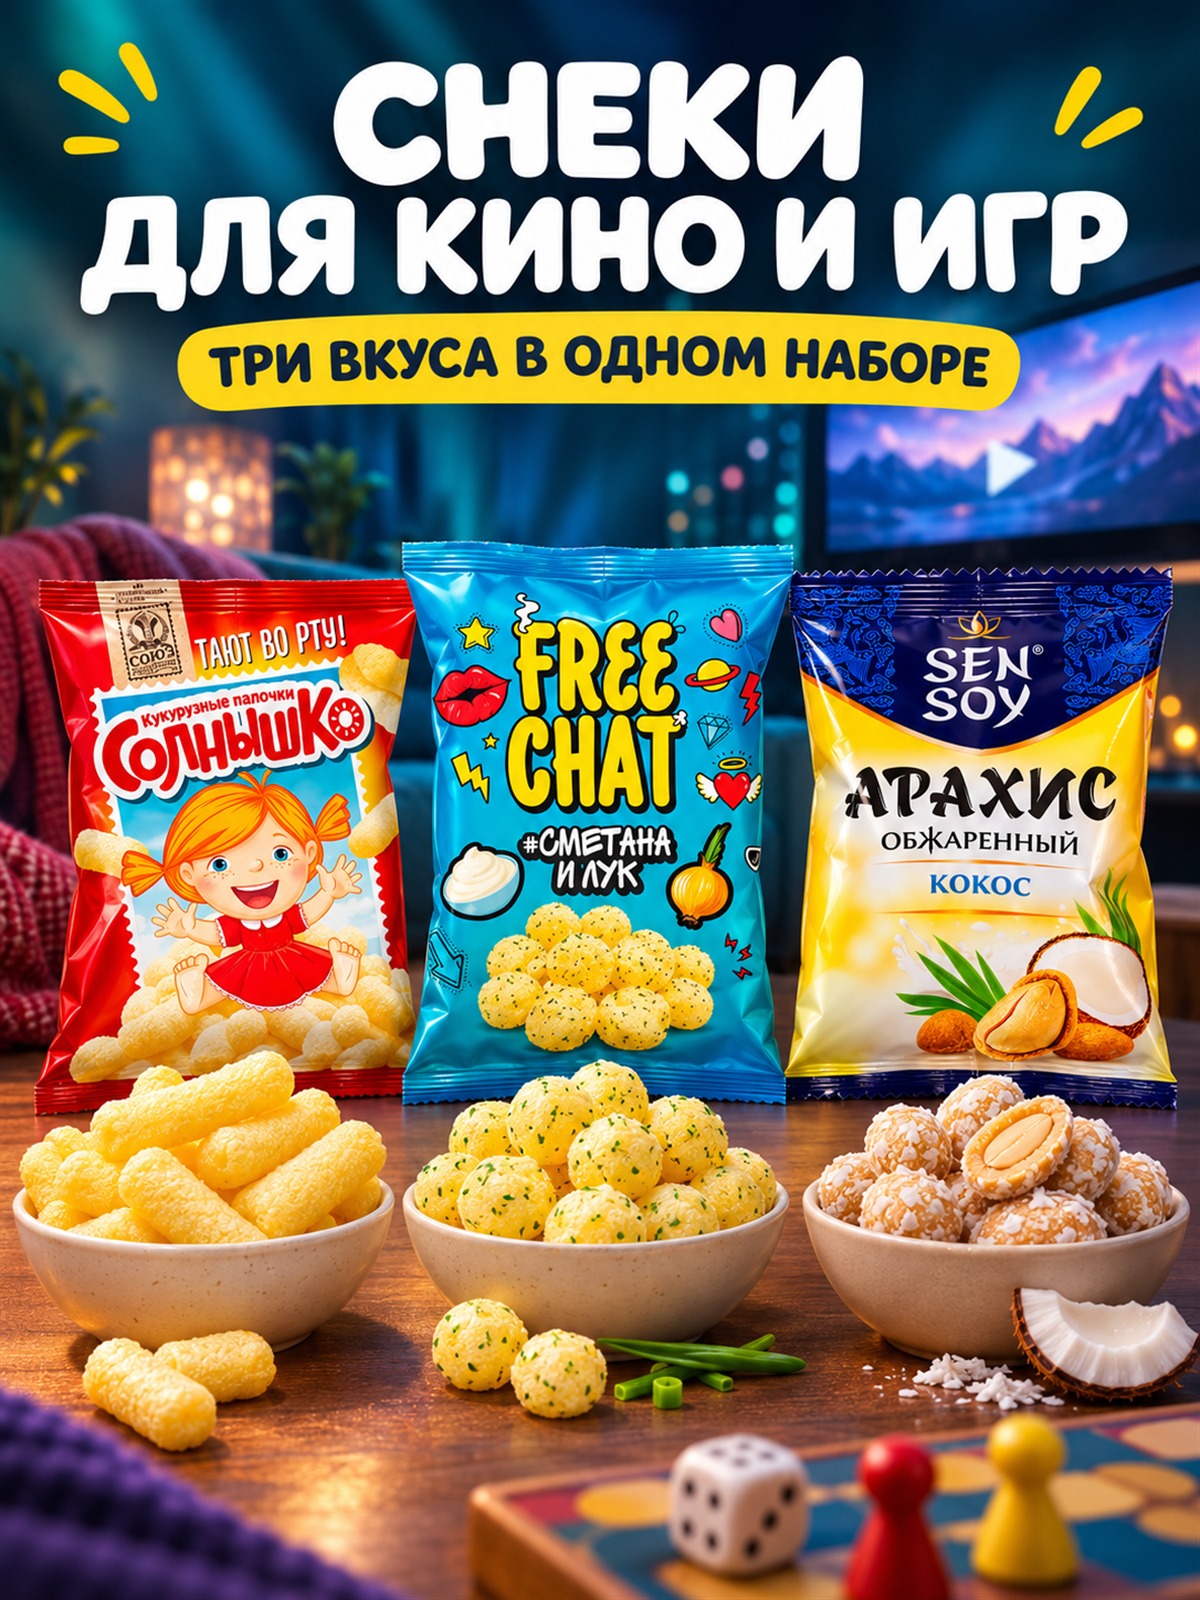 СНЕКИ
ДЛЯ КИНО И ИГР
ТРИ ВКУСА В ОДНОМ НАБОРЕ
СОЮЗ
ТАЮТ ВО РТУ!
Кукурузные палочки
СОЛНЫШКО
FREE
CHAT
#СМЕТАНА
И ЛУК
SEN®
SOY
АРАХИС
ОБЖАРЕННЫЙ
КОКОС